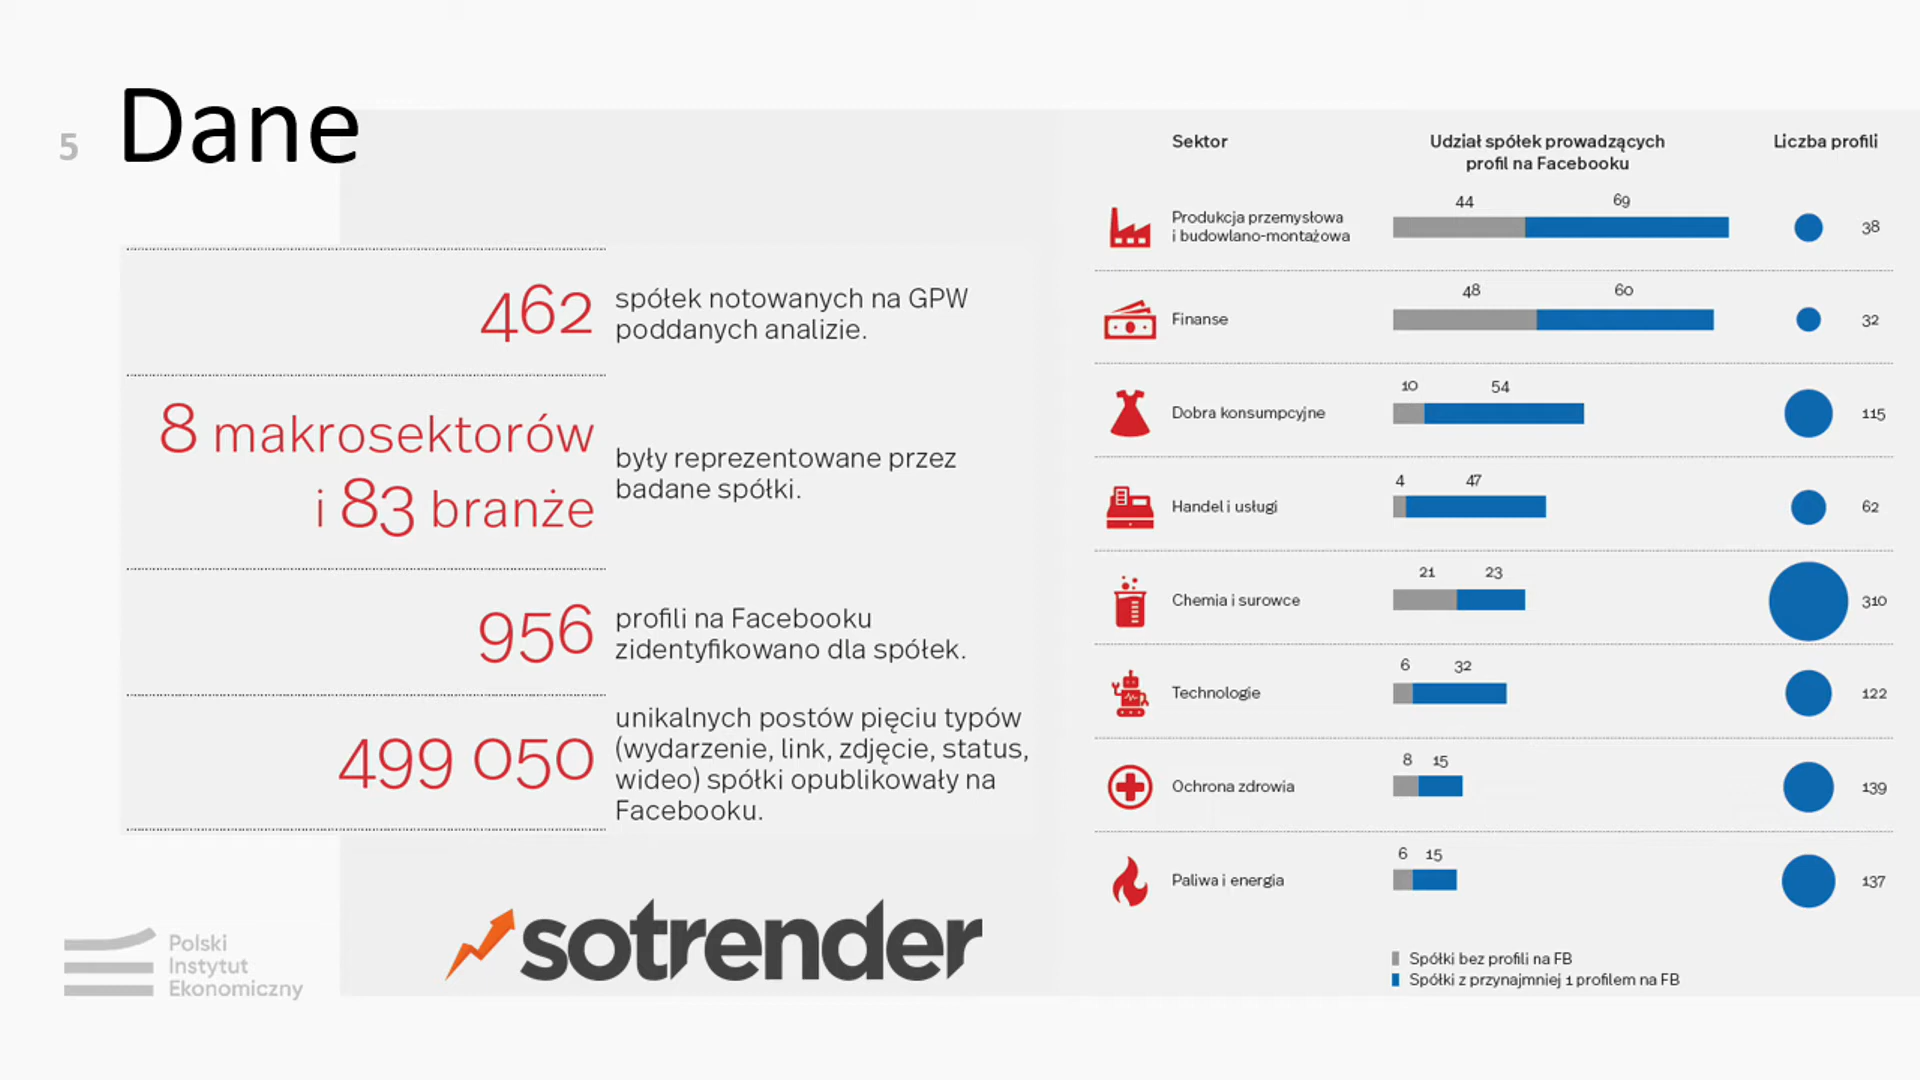 5
Dane
462
spółek notowanych na GPW
poddanych analizie.
8 makrosektorów
i 83 branże
były reprezentowane przez
badane spółki.
956
profili na Facebooku
zidentyfikowano dla spółek.
499 050
unikalnych postów pięciu typów
(wydarzenie, link, zdjęcie, status,
wideo) spółki opublikowały na
Facebooku.
sotrender
Polski
Instytut
Ekonomiczny
Sektor
Udział spółek prowadzących
profil na Facebooku
Liczba profili
Produkcja przemysłowa
i budowlano-montażowa
44 69
38
Finanse
48 60
32
Dobra konsumpcyjne
10 54
115
Handel i usługi
4 47
62
Chemia i surowce
21 23
310
Technologie
6 32
122
Ochrona zdrowia
8 15
139
Paliwa i energia
6 15
137
Spółki bez profili na FB
Spółki z przynajmniej 1 profilem na FB